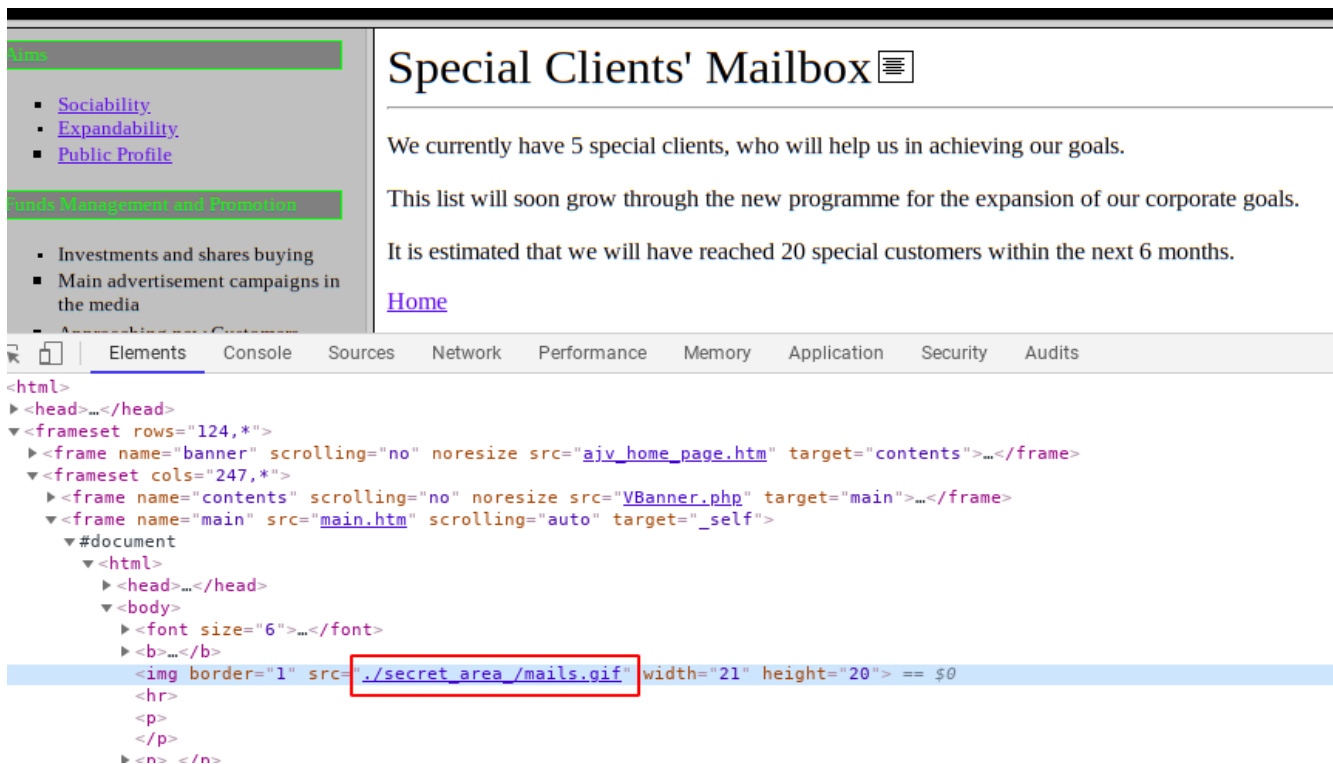 Aims
Sociability
Expandability
Public Profile
Funds Management and Promotion
Investments and shares buying
Main advertisement campaigns in
the media
Approaching new Customers
Special Clients' Mailbox
We currently have 5 special clients, who will help us in achieving our goals.
This list will soon grow through the new programme for the expansion of our corporate goals.
It is estimated that we will have reached 20 special customers within the next 6 months.
Home
Elements Console Sources Network Performance Memory Application Security Audits
<html>
▶<head>…</head>
▼<frameset rows="124,*">
▶<frame name="banner" scrolling="no" noresize src="ajv_home_page.htm" target="contents">…</frame>
▼<frameset cols="247,*">
▶<frame name="contents" scrolling="no" noresize src="VBanner.php" target="main">…</frame>
▼<frame name="main" src="main.htm" scrolling="auto" target="_self">
▼#document
▼<html>
▶<head>…</head>
▼<body>
▶<font size="6">…</font>
▶<b>…</b>
<img border="1" src="./secret_area_/mails.gif" width="21" height="20"> == $0
<hr>
<p>
</p>
▶<p>…</p>